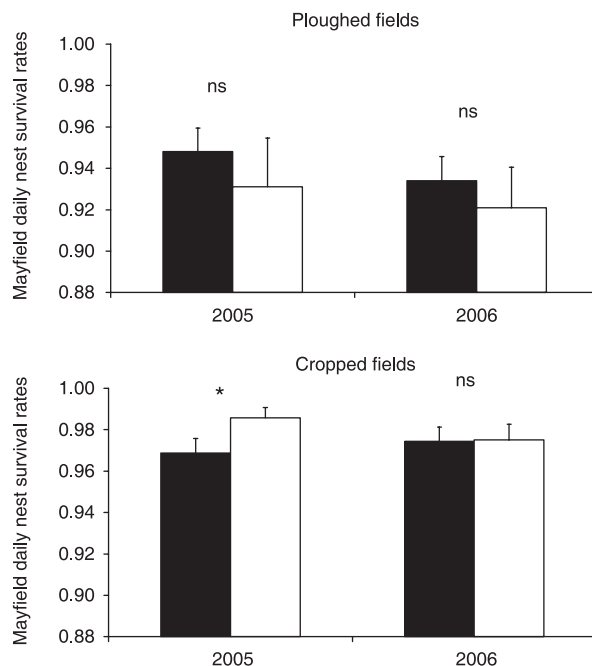 Ploughed fields
Mayfield daily nest survival rates
1.00
0.98
0.96
0.94
0.92
0.90
0.88
ns
ns
2005
2006
Cropped fields
Mayfield daily nest survival rates
1.00
0.98
0.96
0.94
0.92
0.90
0.88
*
ns
2005
2006